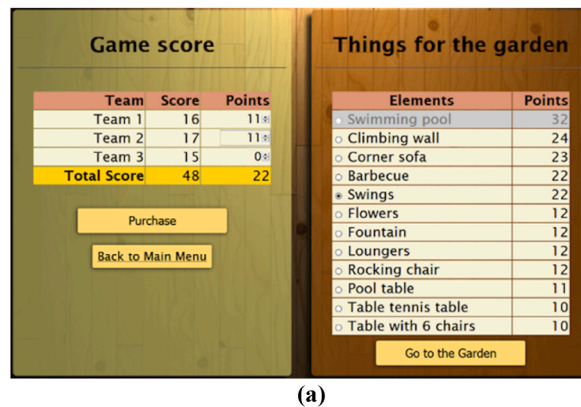 Game score
Team Score Points
Team 1 16 11
Team 2 17 11
Team 3 15 0
Total Score 48 22
Purchase
Back to Main Menu
Things for the garden
Elements Points
Swimming pool 32
Climbing wall 24
Corner sofa 23
Barbecue 22
Swings 22
Flowers 12
Fountain 12
Loungers 12
Rocking chair 12
Pool table 11
Table tennis table 10
Table with 6 chairs 10
Go to the Garden
(a)